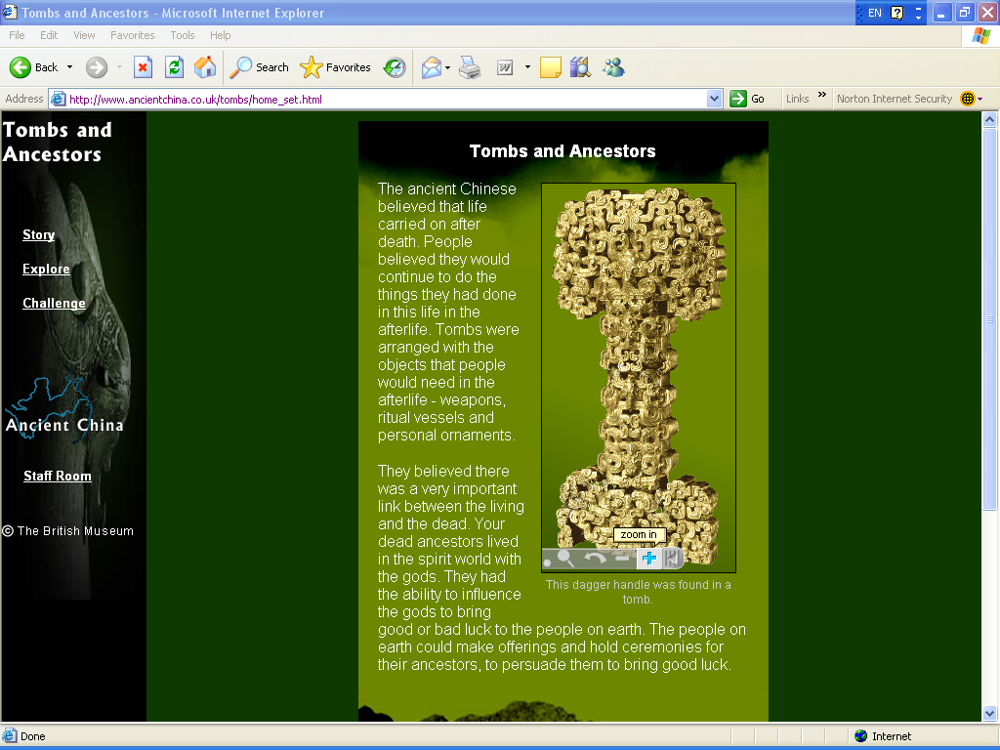 Tombs and Ancestors - Microsoft Internet Explorer
EN ?
File Edit View Favorites Tools Help
Back Search Favorites W
Address http://www.ancientchina.co.uk/tombs/home_set.html Go Links » Norton Internet Security
Tombs and
Ancestors
Story
Explore
Challenge
Ancient China
Staff Room
© The British Museum
Tombs and Ancestors
The ancient Chinese
believed that life
carried on after
death. People
believed they would
continue to do the
things they had done
in this life in the
afterlife. Tombs were
arranged with the
objects that people
would need in the
afterlife - weapons,
ritual vessels and
personal ornaments.
They believed there
was a very important
link between the living
and the dead. Your
dead ancestors lived
in the spirit world with
the gods. They had
the ability to influence
the gods to bring
good or bad luck to the people on earth. The people on
earth could make offerings and hold ceremonies for
their ancestors, to persuade them to bring good luck.
zoom in
This dagger handle was found in a
tomb.
Done Internet